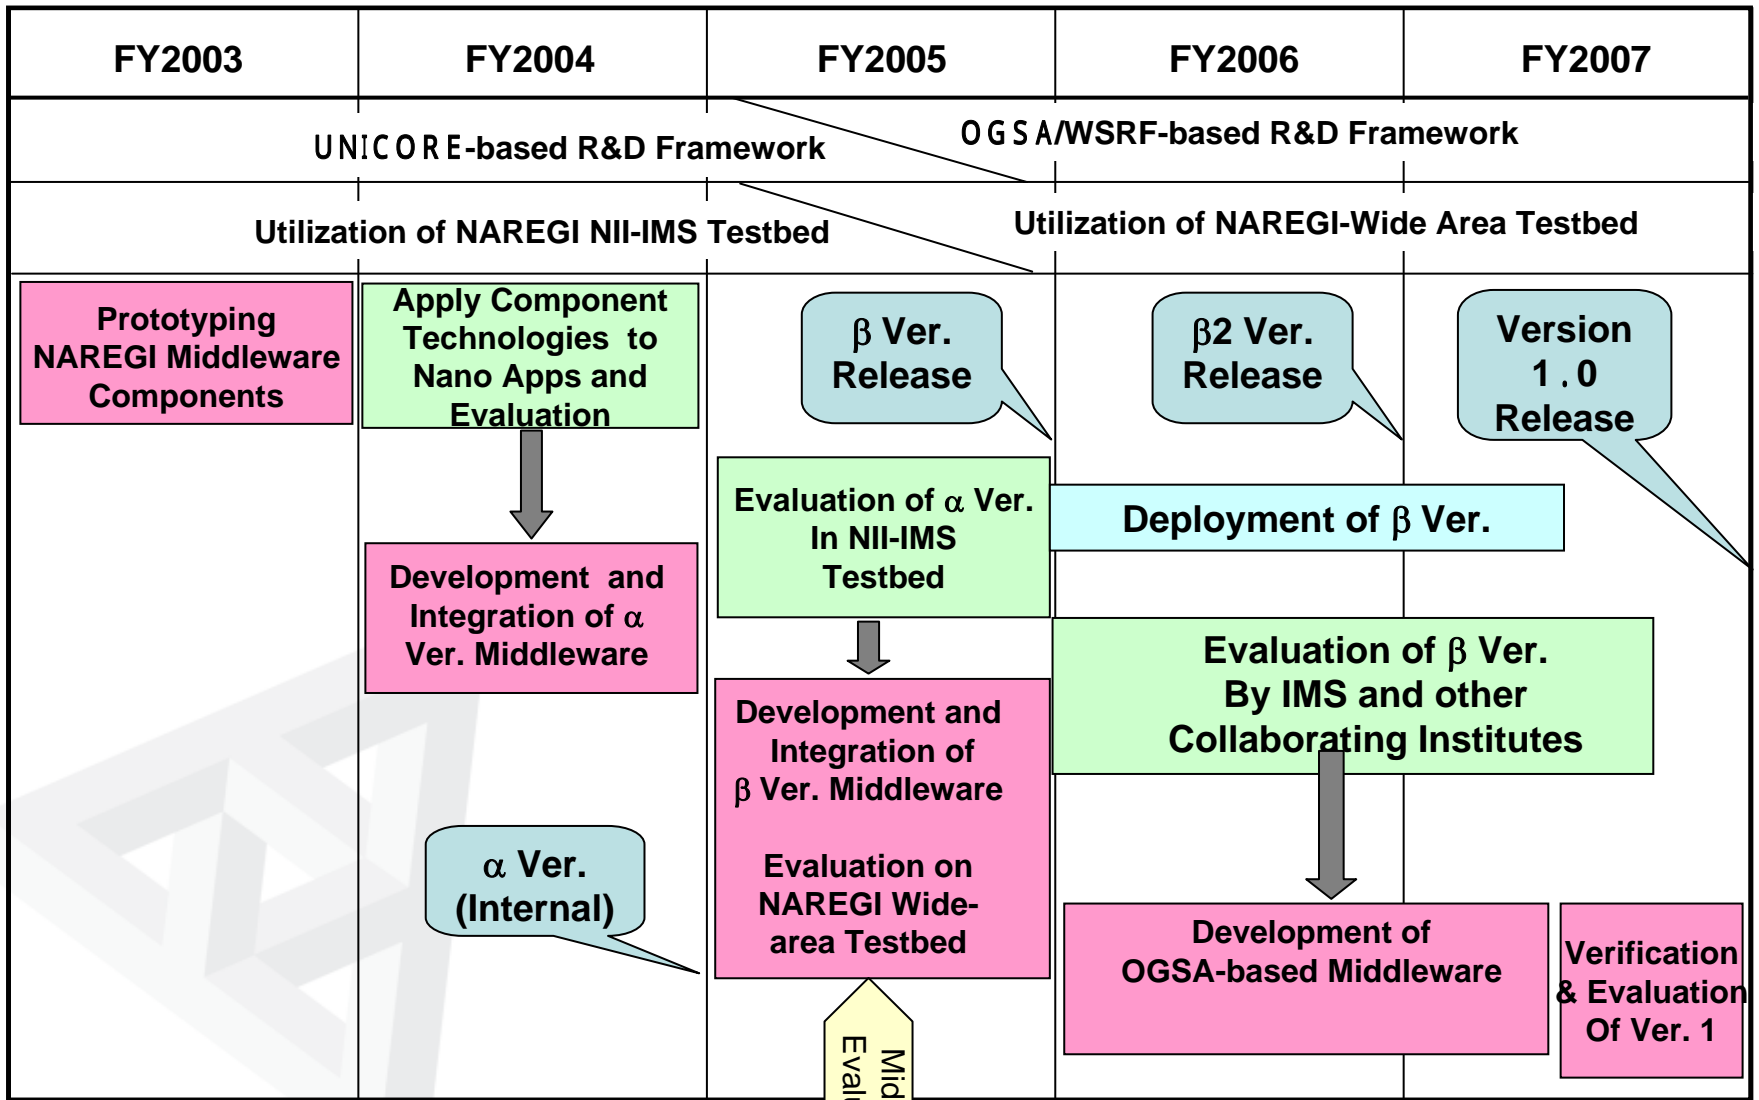 FY2003
FY2004
FY2005
FY2006
FY2007
UNICORE-based R&D Framework
OGSA/WSRF-based R&D Framework
Utilization of NAREGI NII-IMS Testbed
Utilization of NAREGI-Wide Area Testbed
Prototyping
NAREGI Middleware
Components
Apply Component
Technologies to
Nano Apps and
Evaluation
Development and
Integration of α
Ver. Middleware
α Ver.
(Internal)
β Ver.
Release
Evaluation of α Ver.
In NII-IMS
Testbed
Development and
Integration of
β Ver. Middleware
Evaluation on
NAREGI Wide-
area Testbed
Mid
β2 Ver.
Release
Version
1.0
Release
Deployment of β Ver.
Evaluation of β Ver.
By IMS and other
Collaborating Institutes
Development of
OGSA-based Middleware
Verification
& Evaluation
Of Ver. 1